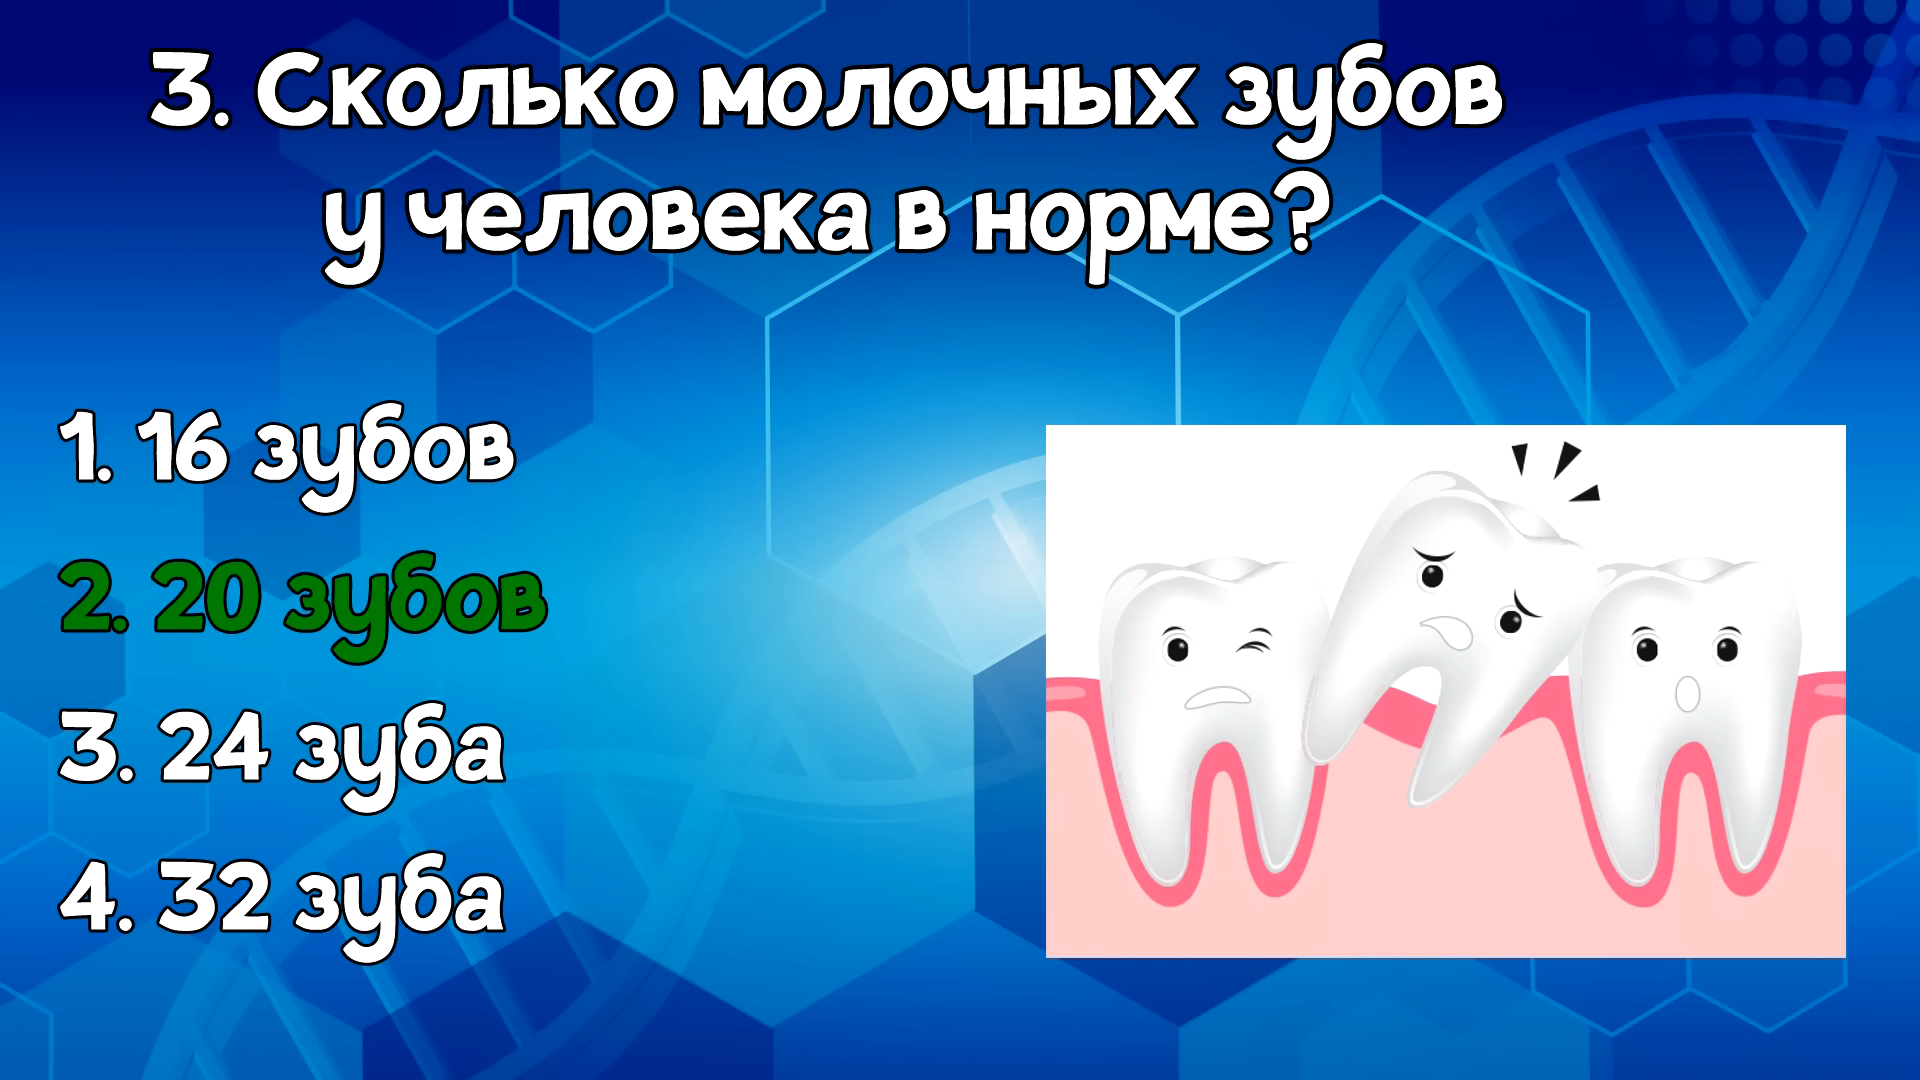 3. Сколько молочных зубов
у человека в норме?
1. 16 зубов
2. 20 зубов
3. 24 зуба
4. 32 зуба